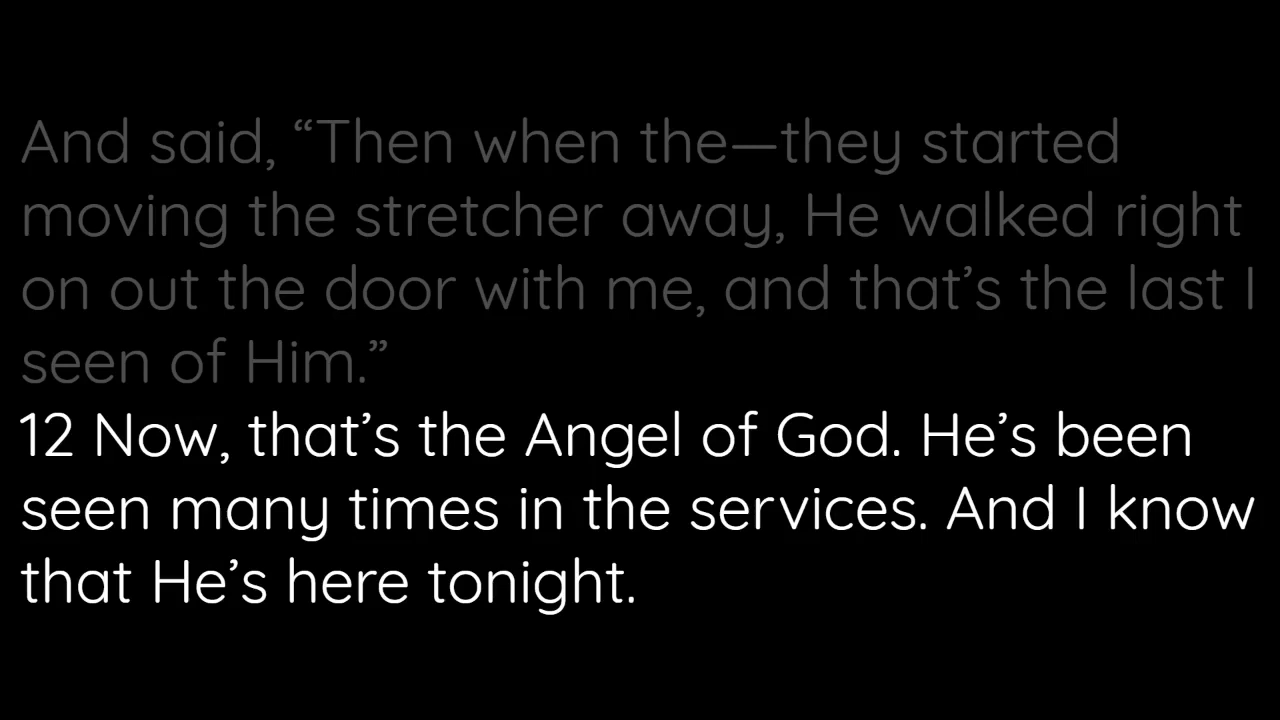 And said, “Then when the—they started
moving the stretcher away, He walked right
on out the door with me, and that’s the last I
seen of Him.”
12 Now, that’s the Angel of God. He’s been
seen many times in the services. And I know
that He’s here tonight.